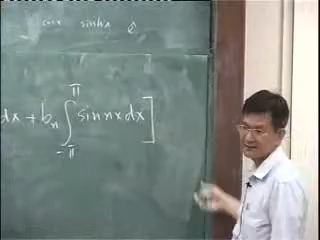 cosx sinhx e
π
dx + bₙ ∫ sin nx dx ]
-π